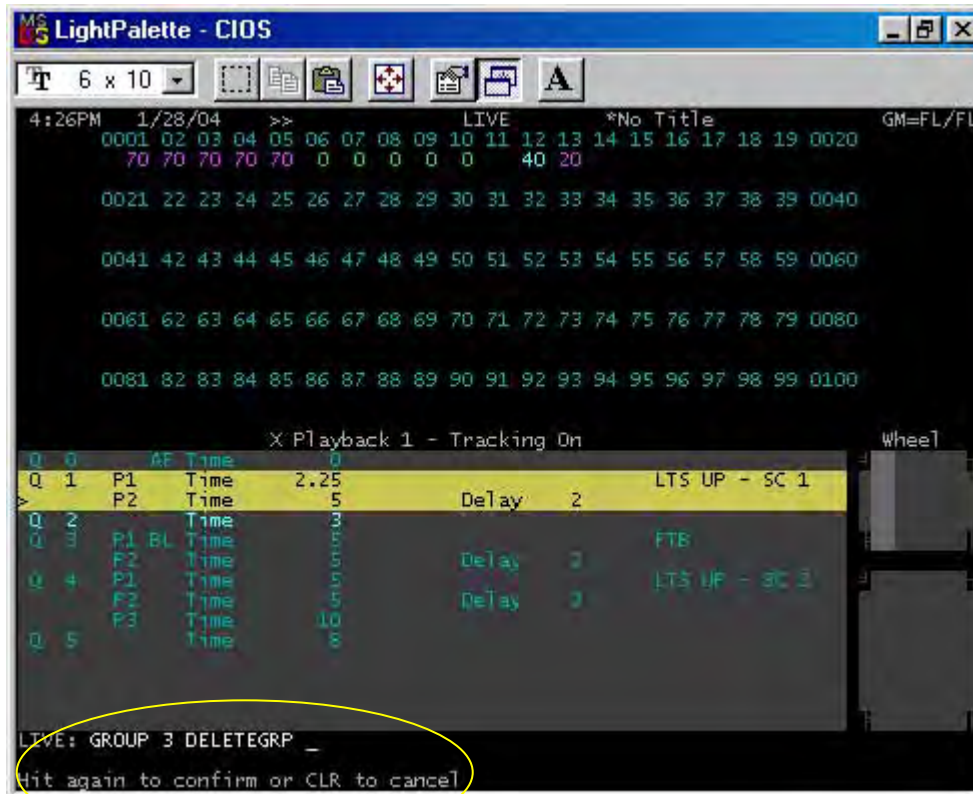 LightPalette - CIOS
6 x 10
4:26PM 1/28/04 >> LIVE *No Title GM=FL/FL
0001 02 03 04 05 06 07 08 09 10 11 12 13 14 15 16 17 18 19 0020
70 70 70 70 70 0 0 0 0 0 40 20
0021 22 23 24 25 26 27 28 29 30 31 32 33 34 35 36 37 38 39 0040
0041 42 43 44 45 46 47 48 49 50 51 52 53 54 55 56 57 58 59 0060
0061 62 63 64 65 66 67 68 69 70 71 72 73 74 75 76 77 78 79 0080
0081 82 83 84 85 86 87 88 89 90 91 92 93 94 95 96 97 98 99 0100
X Playback 1 - Tracking On Wheel
Q 0 AF Time 0
Q 1 P1 Time 2.25 LTS UP - SC 1
> P2 Time 5 Delay 2
Q 2 Time 3
Q 3 P1 BL Time 5 FTB
P2 Time 5 Delay
Q 4 P1 Time 5 LTS UP - SC
P2 Time 5 Delay
P3 Time 10
Q 5 Time 8
LIVE: GROUP 3 DELETEGRP _
Hit again to confirm or CLR to cancel